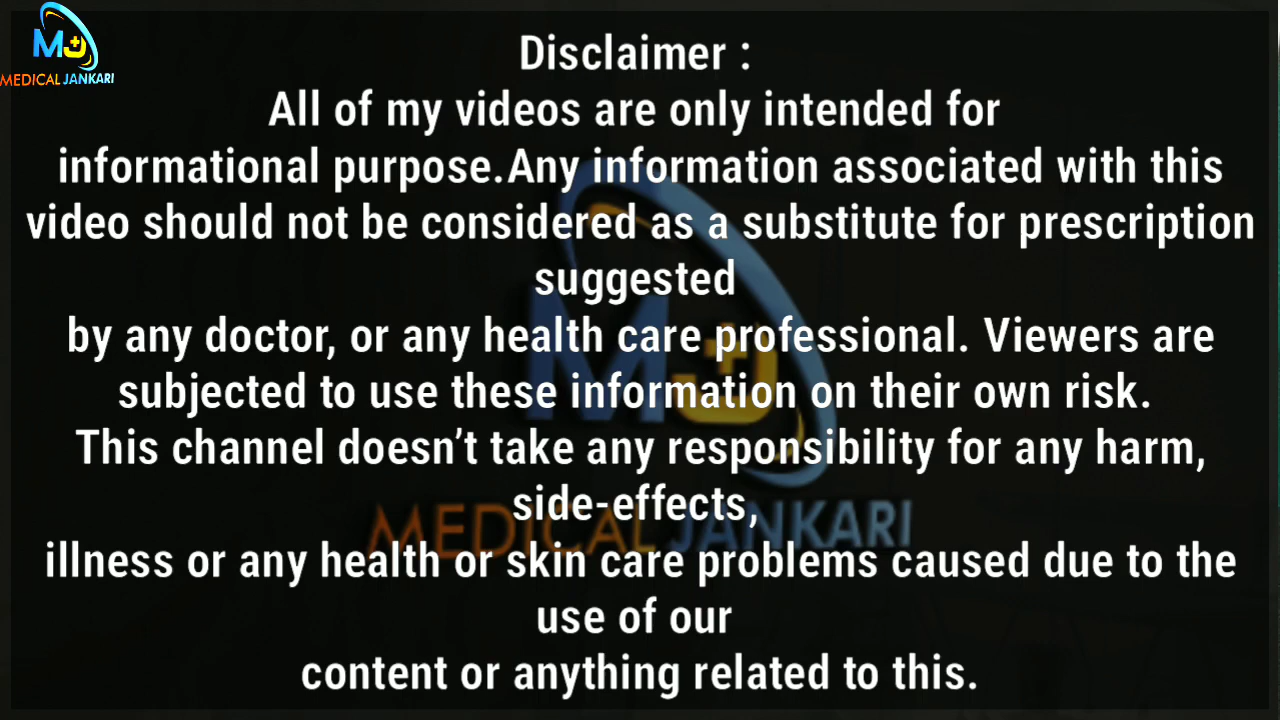 MJ
MEDICAL JANKARI
Disclaimer :
All of my videos are only intended for
informational purpose.Any information associated with this
video should not be considered as a substitute for prescription
suggested
by any doctor, or any health care professional. Viewers are
subjected to use these information on their own risk.
This channel doesn’t take any responsibility for any harm,
side-effects,
illness or any health or skin care problems caused due to the
use of our
content or anything related to this.
MJ
MEDICAL JANKARI